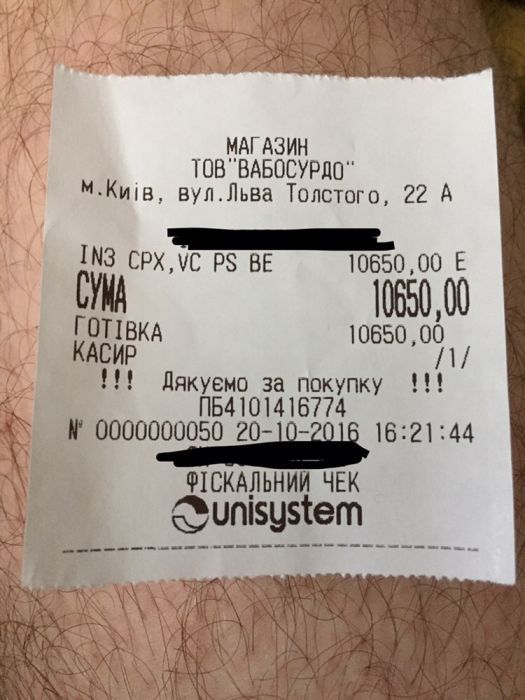 МАГАЗИН
ТОВ"ВАБОСУРДО"
м.Київ, вул.Льва Толстого, 22 А
ІN3 CPX,VC PS BE 10650,00 Е
СУМА 10650,00
ГОТІВКА 10650,00
КАСИР /1/
!!! Дякуємо за покупку !!!
ПБ4101416774
№ 0000000050 20-10-2016 16:21:44
ФІСКАЛЬНИЙ ЧЕК
unisystem